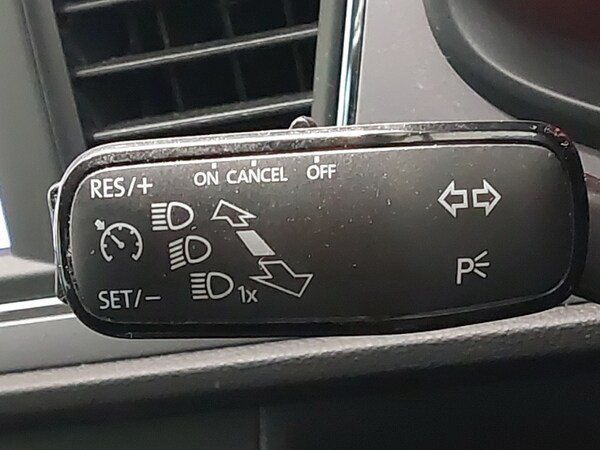 ON CANCEL OFF
RES/+
SET/−
1x
P